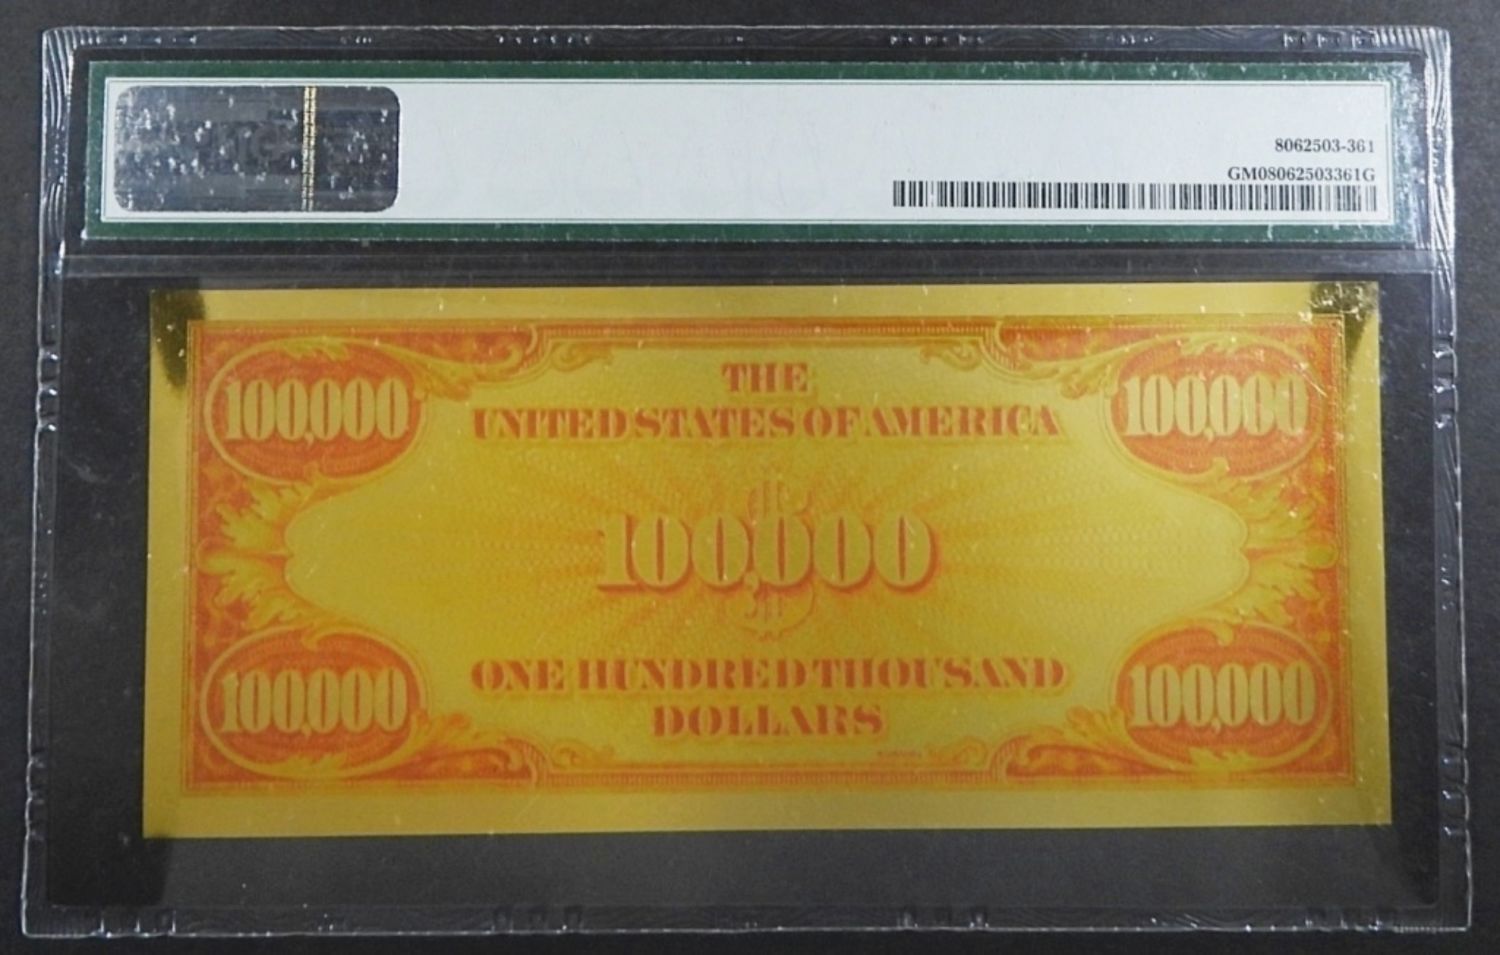 8062503-361
GM08062503361G
100,000
THE
100,000
UNITED STATES OF AMERICA
100,000
ONE HUNDRED THOUSAND
100,000
DOLLARS
100,000